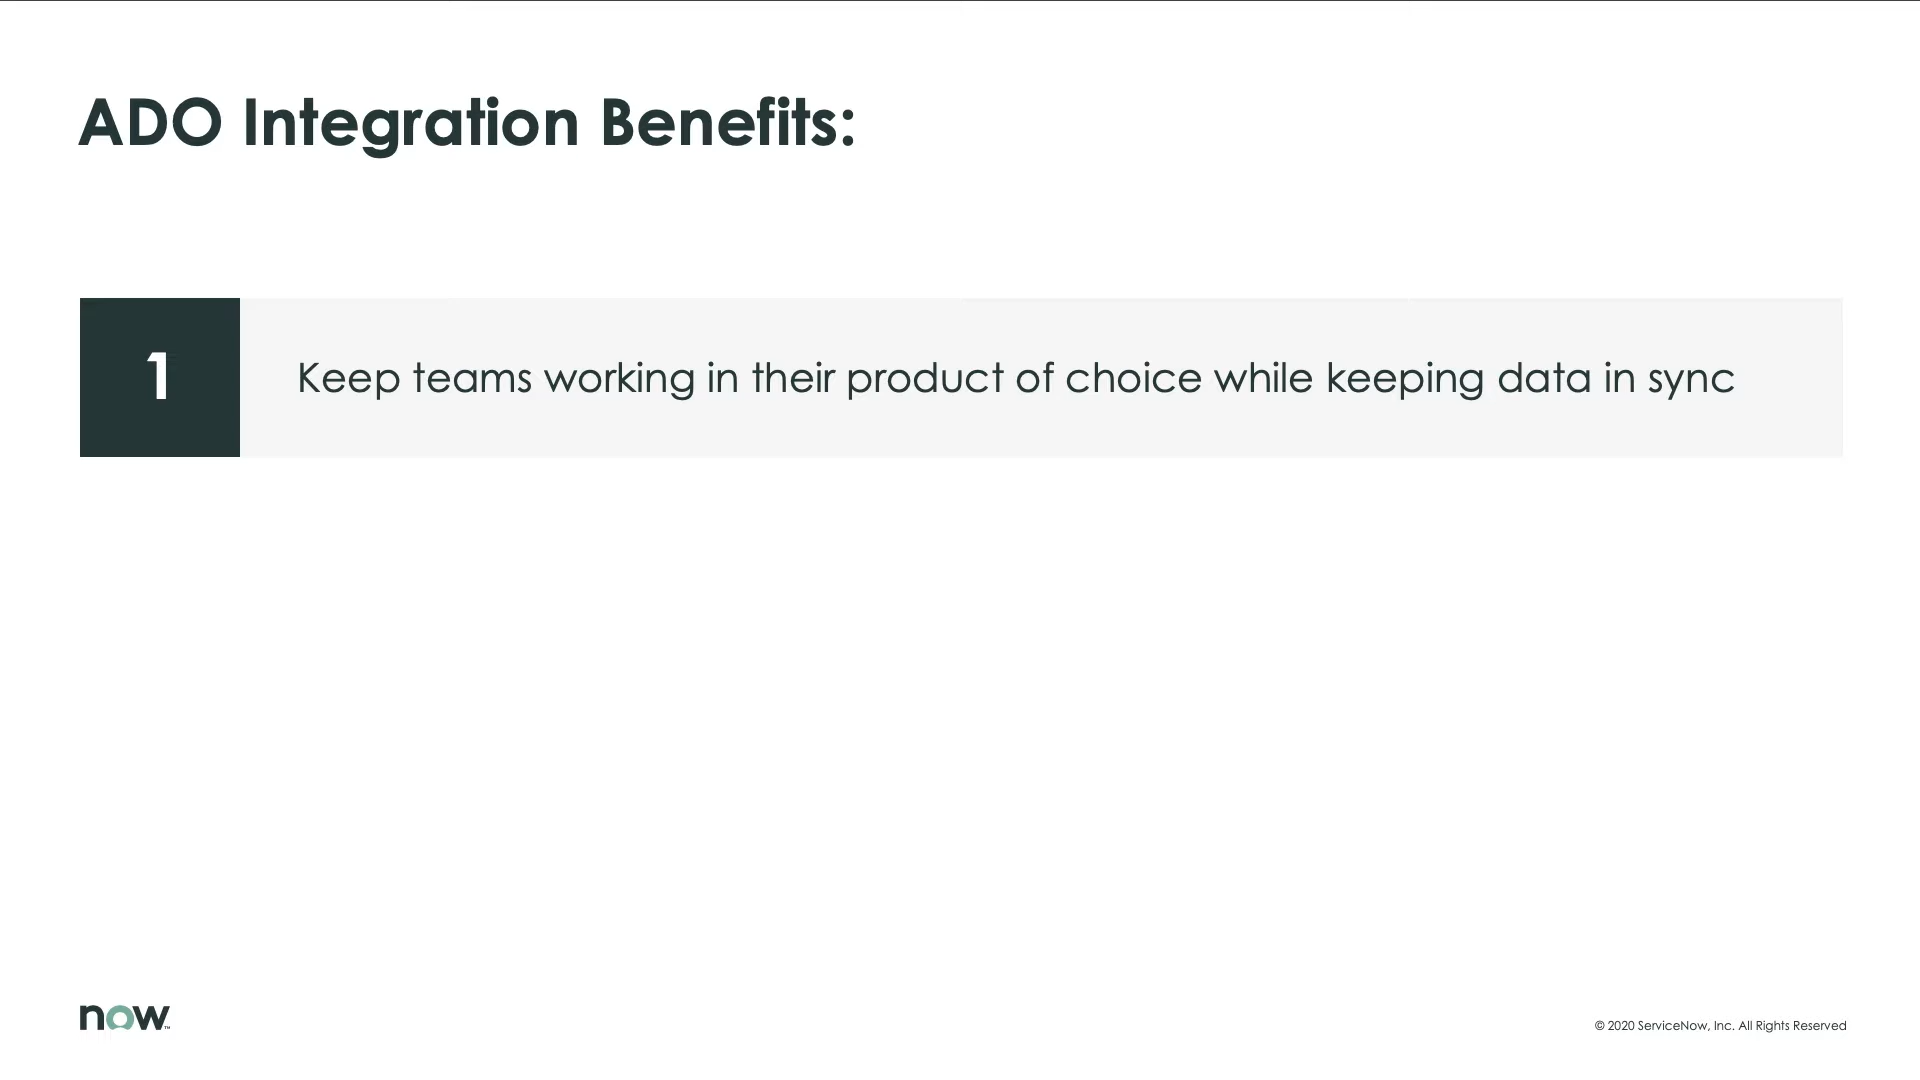 ADO Integration Benefits:
1
Keep teams working in their product of choice while keeping data in sync
now™
© 2020 ServiceNow, Inc. All Rights Reserved